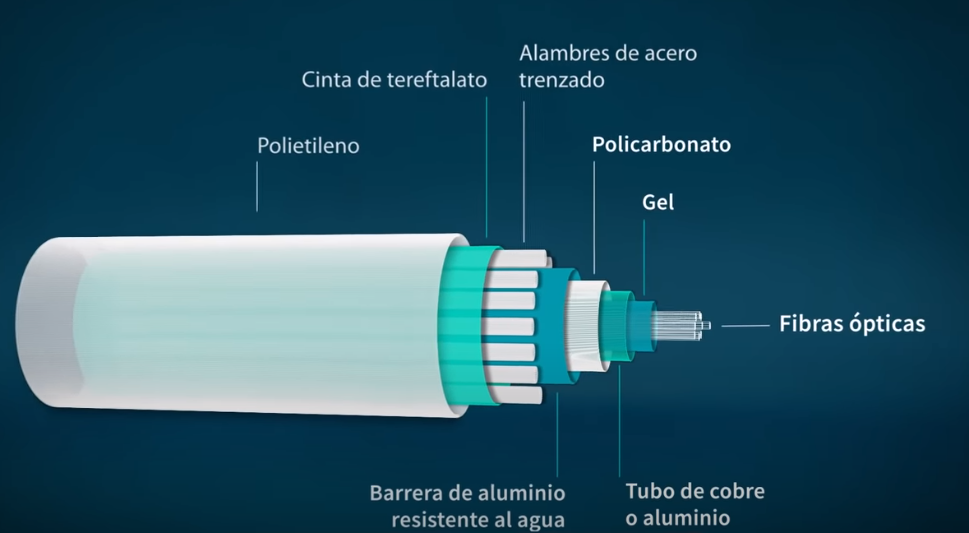 Alambres de acero
trenzado
Cinta de tereftalato
Polietileno
Policarbonato
Gel
Fibras ópticas
Barrera de aluminio
resistente al agua
Tubo de cobre
o aluminio